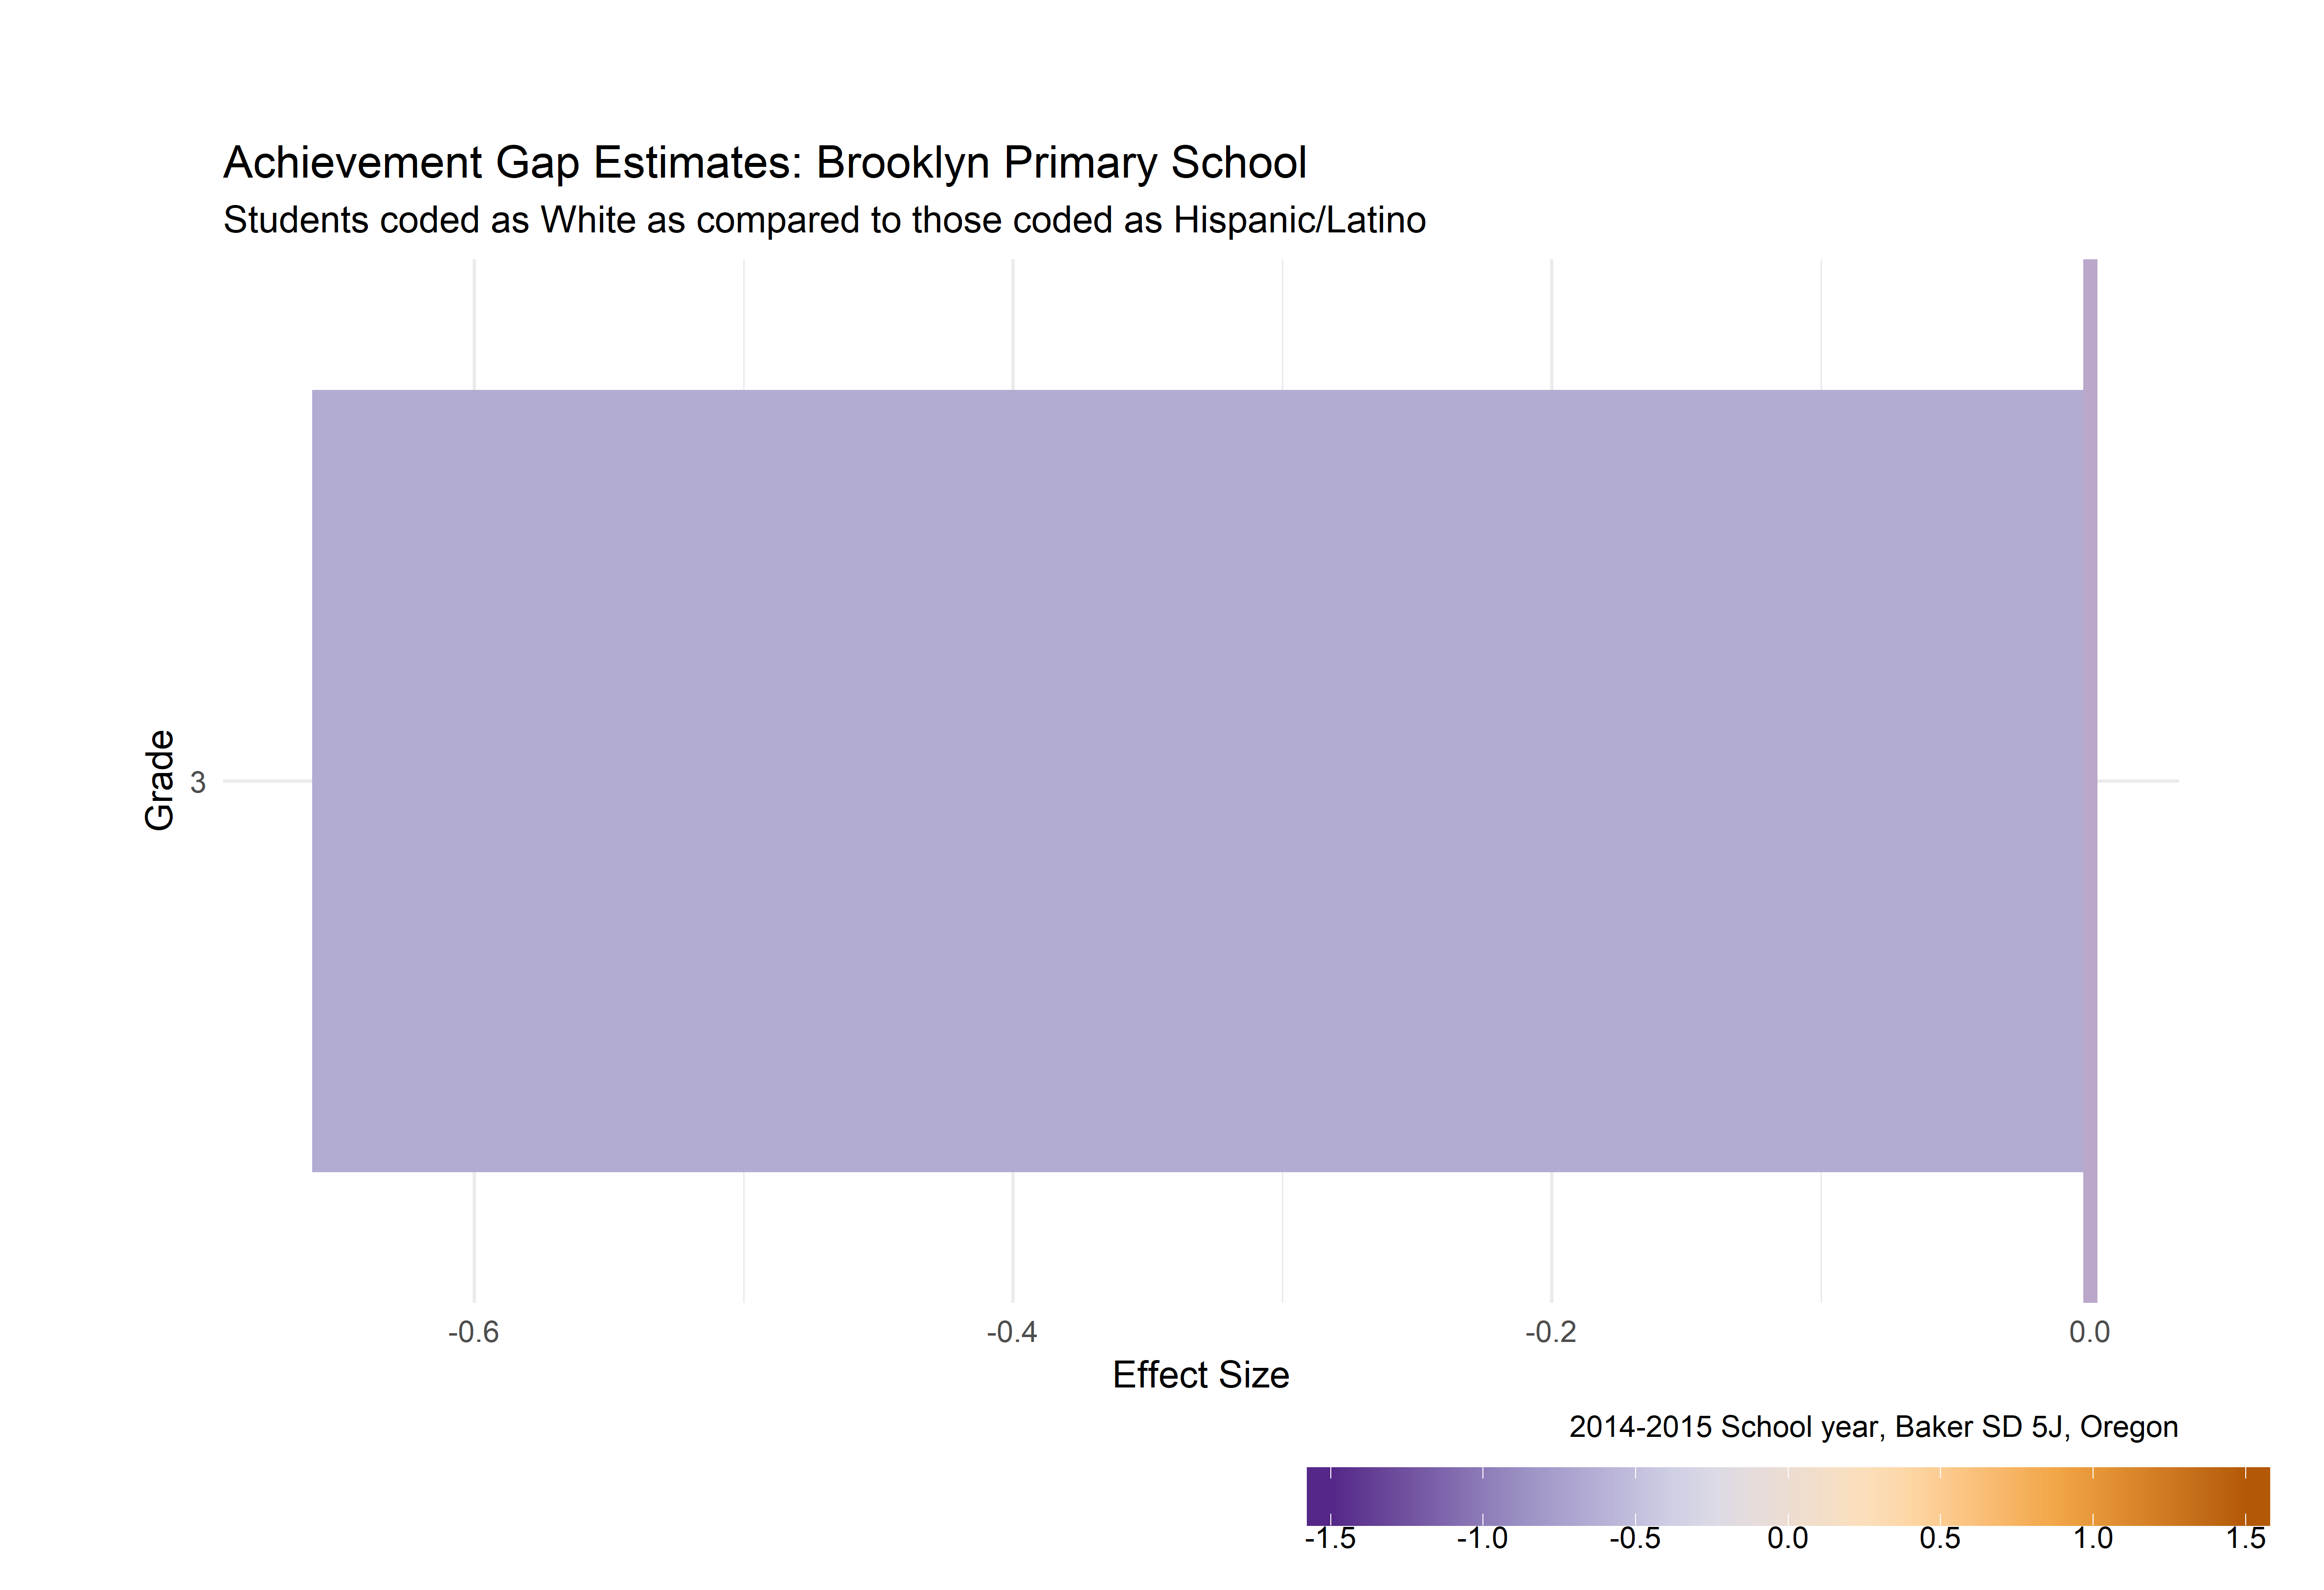 Achievement Gap Estimates: Brooklyn Primary School
Students coded as White as compared to those coded as Hispanic/Latino
Grade
3
-0.6 -0.4 -0.2 0.0
Effect Size
2014-2015 School year, Baker SD 5J, Oregon
-1.5 -1.0 -0.5 0.0 0.5 1.0 1.5